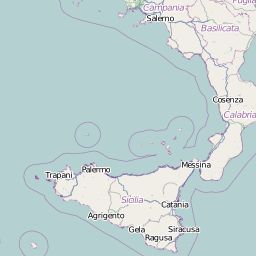 Campania
Salerno
Puglia
Basilicata
Cosenza
Calabria
Messina
Trapani
Palermo
Sicilia
Catania
Agrigento
Gela
Siracusa
Ragusa